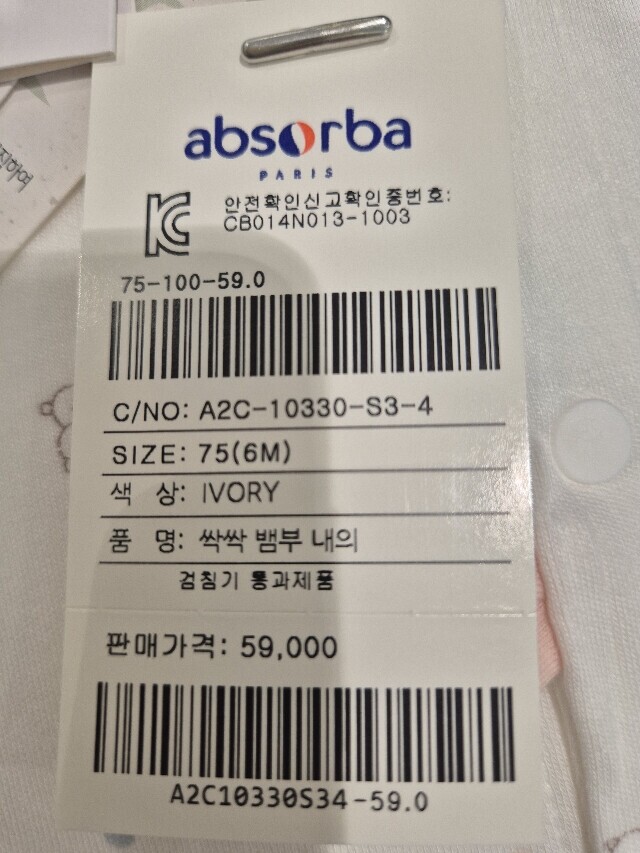 absorba
PARIS
안전확인신고확인증번호:
CB014N013-1003
75-100-59.0
C/NO: A2C-10330-S3-4
SIZE: 75(6M)
색 상: IVORY
품 명: 싹싹 뱀부 내의
검침기 통과제품
판매가격: 59,000
A2C10330S34-59.0